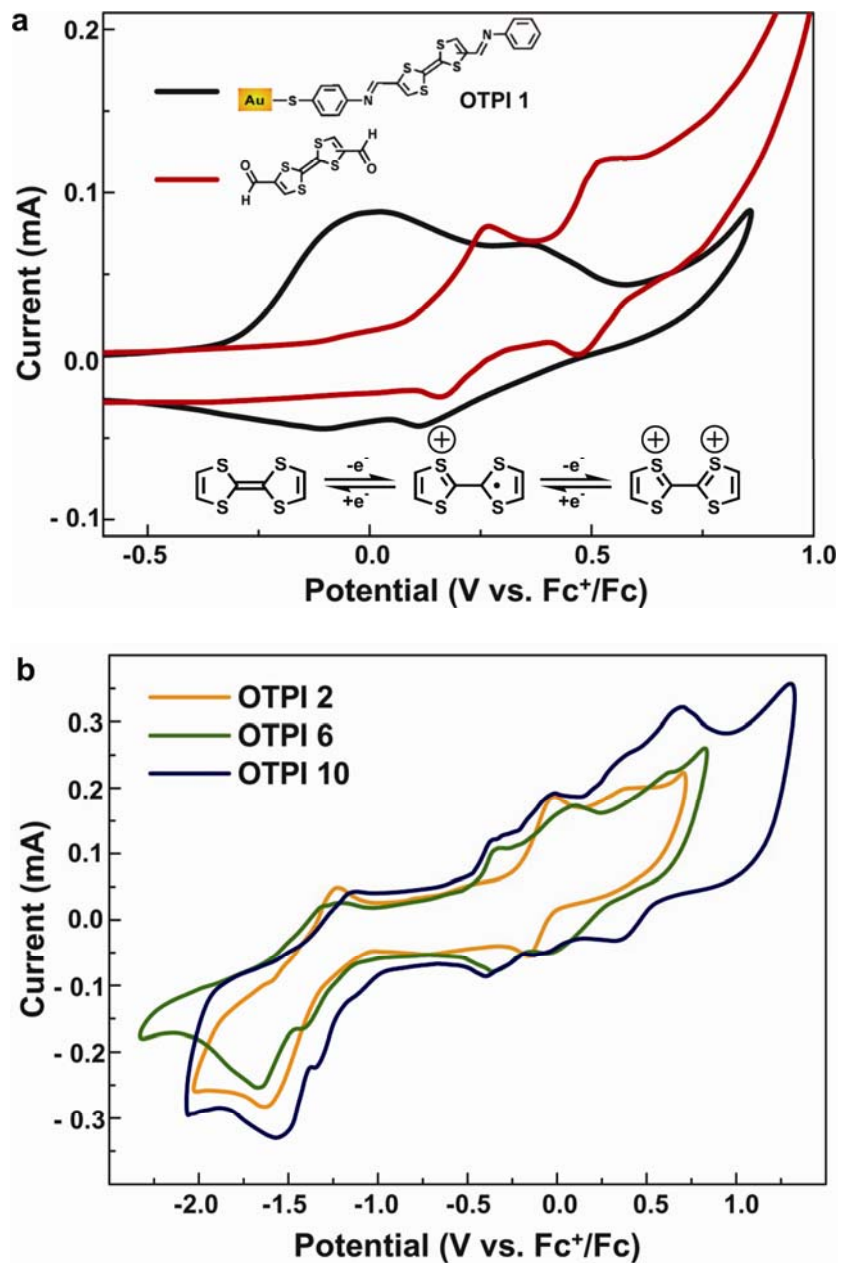 a
0.2
0.1
0.0
- 0.1
Current (mA)
Au S N S S S S N
OTPI 1
O H S S S S O H
S S S S
-e-
+e-
+ S S S S
-e-
+e-
+ + S S S S
-0.5 0.0 0.5 1.0
Potential (V vs. Fc⁺/Fc)
b
OTPI 2
OTPI 6
OTPI 10
0.3
0.2
0.1
0.0
- 0.1
- 0.2
- 0.3
Current (mA)
-2.0 -1.5 -1.0 -0.5 0.0 0.5 1.0
Potential (V vs. Fc⁺/Fc)